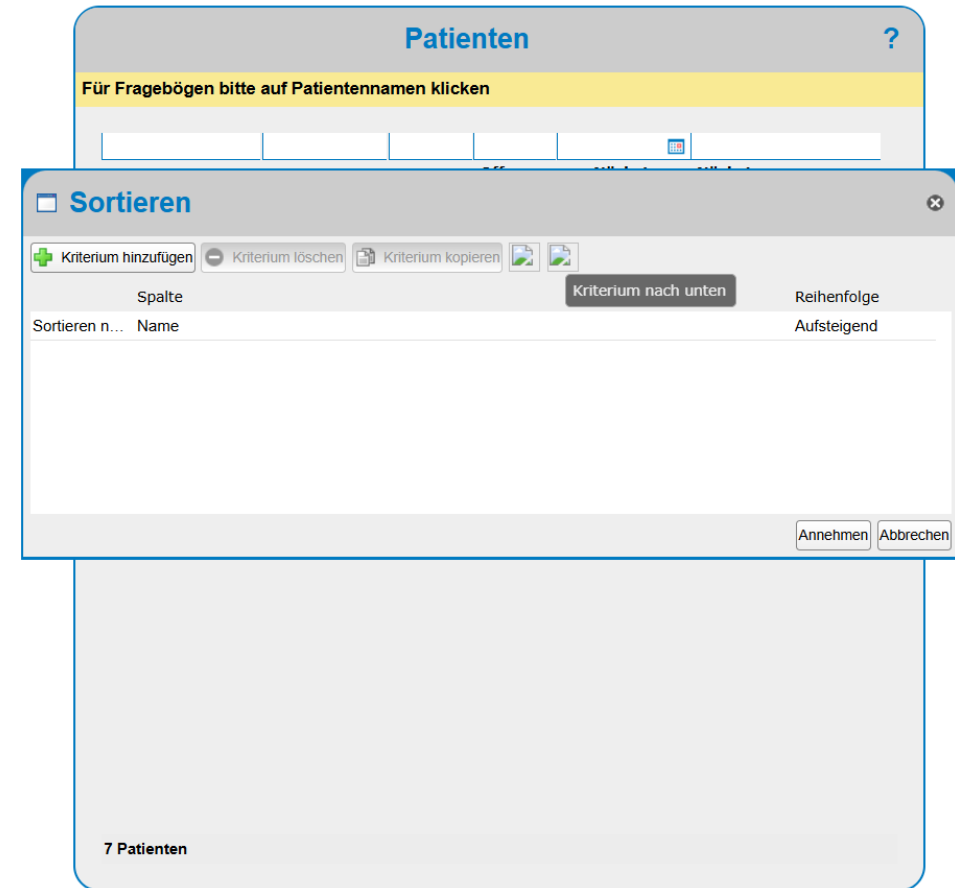 Patienten ?
Für Fragebögen bitte auf Patientennamen klicken
Sortieren
Kriterium hinzufügen Kriterium löschen Kriterium kopieren
Kriterium nach unten
Spalte Reihenfolge
Sortieren n... Name Aufsteigend
Annehmen Abbrechen
7 Patienten